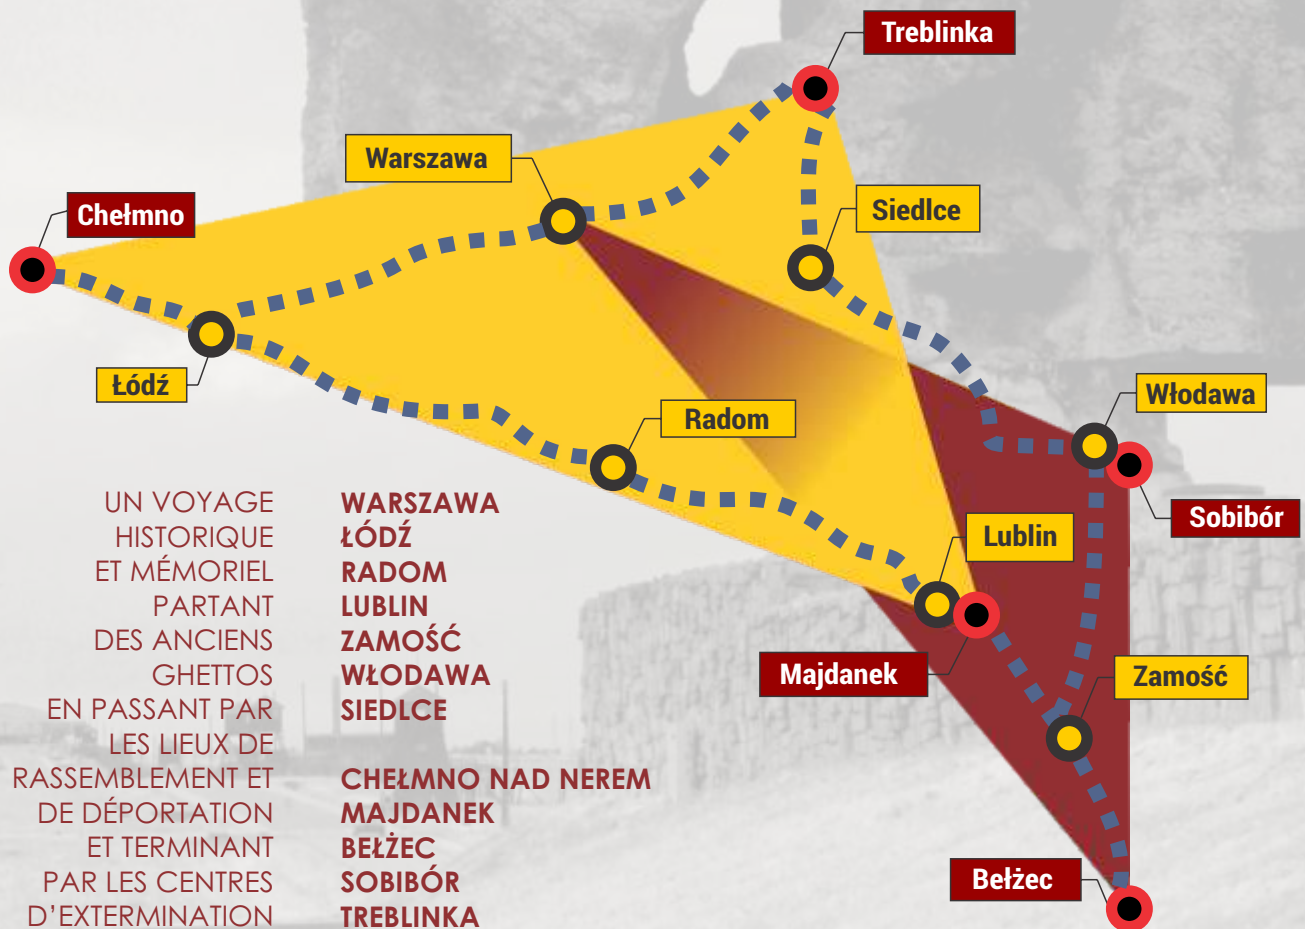 Treblinka
Warszawa
Chełmno
Siedlce
Łódź
Włodawa
Radom
Sobibór
Lublin
Majdanek
Zamość
Bełżec
UN VOYAGE
HISTORIQUE
ET MÉMORIEL
PARTANT
DES ANCIENS
GHETTOS
EN PASSANT PAR
LES LIEUX DE
RASSEMBLEMENT ET
DE DÉPORTATION
ET TERMINANT
PAR LES CENTRES
D'EXTERMINATION
WARSZAWA
ŁÓDŹ
RADOM
LUBLIN
ZAMOŚĆ
WŁODAWA
SIEDLCE
CHEŁMNO NAD NEREM
MAJDANEK
BEŁŻEC
SOBIBÓR
TREBLINKA